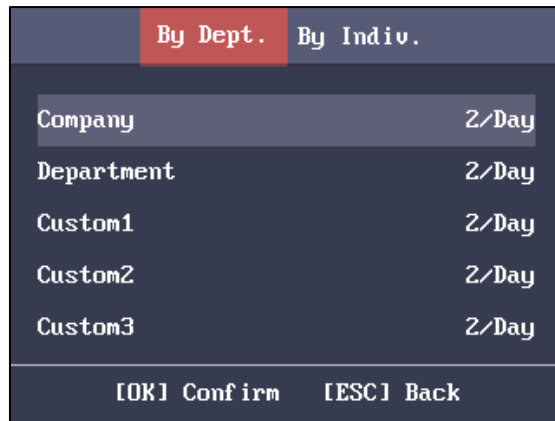 By Dept. By Indiv.
Company 2/Day
Department 2/Day
Custom1 2/Day
Custom2 2/Day
Custom3 2/Day
[OK] Confirm [ESC] Back